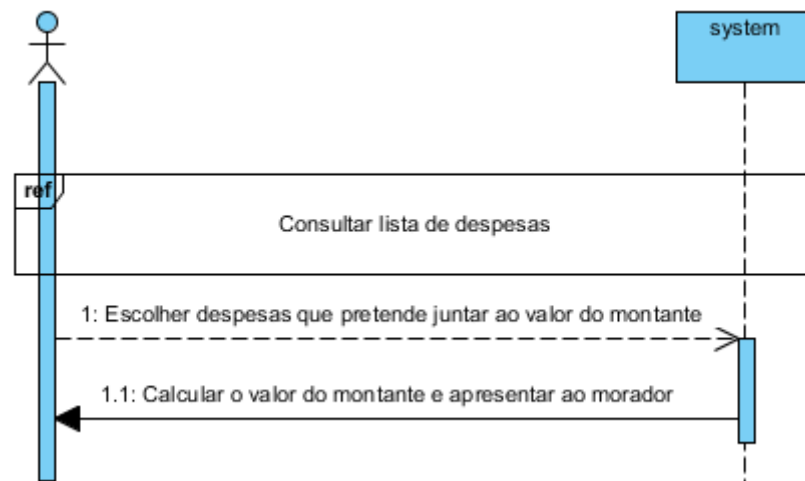 system
ref
Consultar lista de despesas
1: Escolher despesas que pretende juntar ao valor do montante
1.1: Calcular o valor do montante e apresentar ao morador